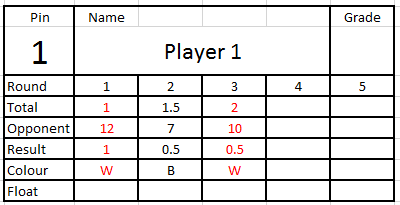 Pin Name Grade
1 Player 1
Round 1 2 3 4 5
Total 1 1.5 2
Opponent 12 7 10
Result 1 0.5 0.5
Colour W B W
Float